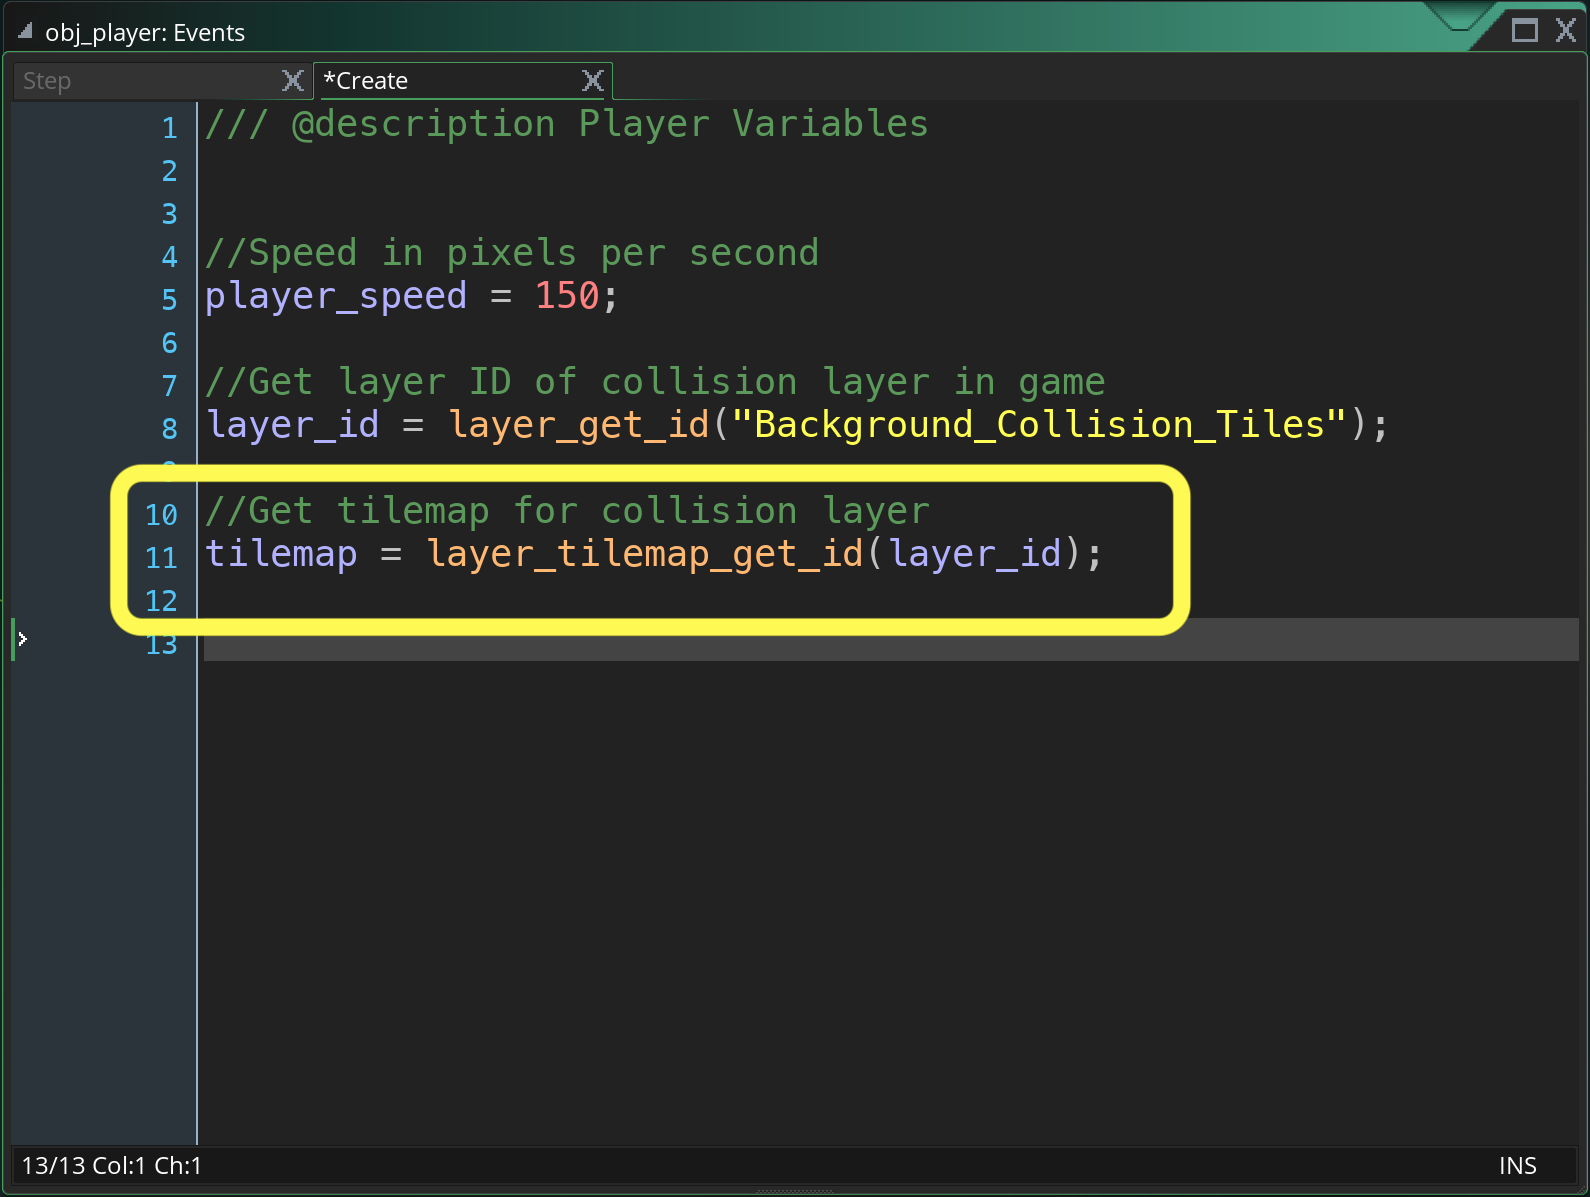 obj_player: Events
Step
*Create
1 /// @description Player Variables
2
3
4 //Speed in pixels per second
5 player_speed = 150;
6
7 //Get layer ID of collision layer in game
8 layer_id = layer_get_id("Background_Collision_Tiles");
10 //Get tilemap for collision layer
11 tilemap = layer_tilemap_get_id(layer_id);
12
13
13/13 Col:1 Ch:1
INS